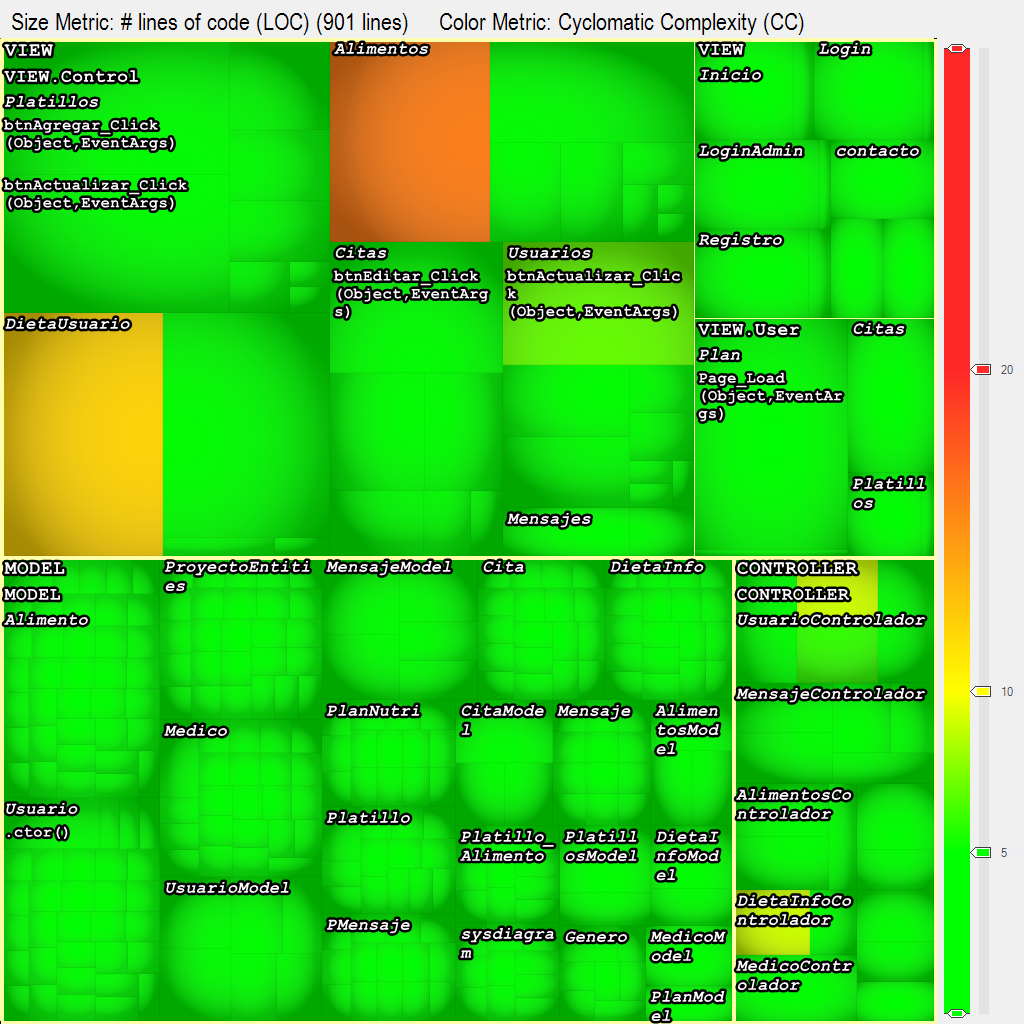 Size Metric: # lines of code (LOC) (901 lines) Color Metric: Cyclomatic Complexity (CC)
VIEW
VIEW.Control
Platillos
btnAgregar_Click
(Object,EventArgs)
btnActualizar_Click
(Object,EventArgs)
Alimentos
Citas
btnEditar_Click
(Object,EventArg
s)
Usuarios
btnActualizar_Clic
k
(Object,EventArgs)
Mensajes
DietaUsuario
VIEW
Inicio
Login
LoginAdmin
contacto
Registro
VIEW.User
Plan
Page_Load
(Object,EventAr
gs)
Citas
Platill
os
20
10
5
MODEL
MODEL
Alimento
Usuario
.ctor()
ProyectoEntiti
es
Medico
UsuarioModel
MensajeModel
Cita
DietaInfo
PlanNutri
CitaMode
l
Mensaje
Alimen
tosMod
el
Platillo
Platillo_
Alimento
Platill
osModel
DietaI
nfoMod
el
PMensaje
sysdiagra
m
Genero
MedicoM
odel
PlanMod
el
CONTROLLER
CONTROLLER
UsuarioControlador
MensajeControlador
AlimentosCo
ntrolador
DietaInfoCo
ntrolador
MedicoContr
olador